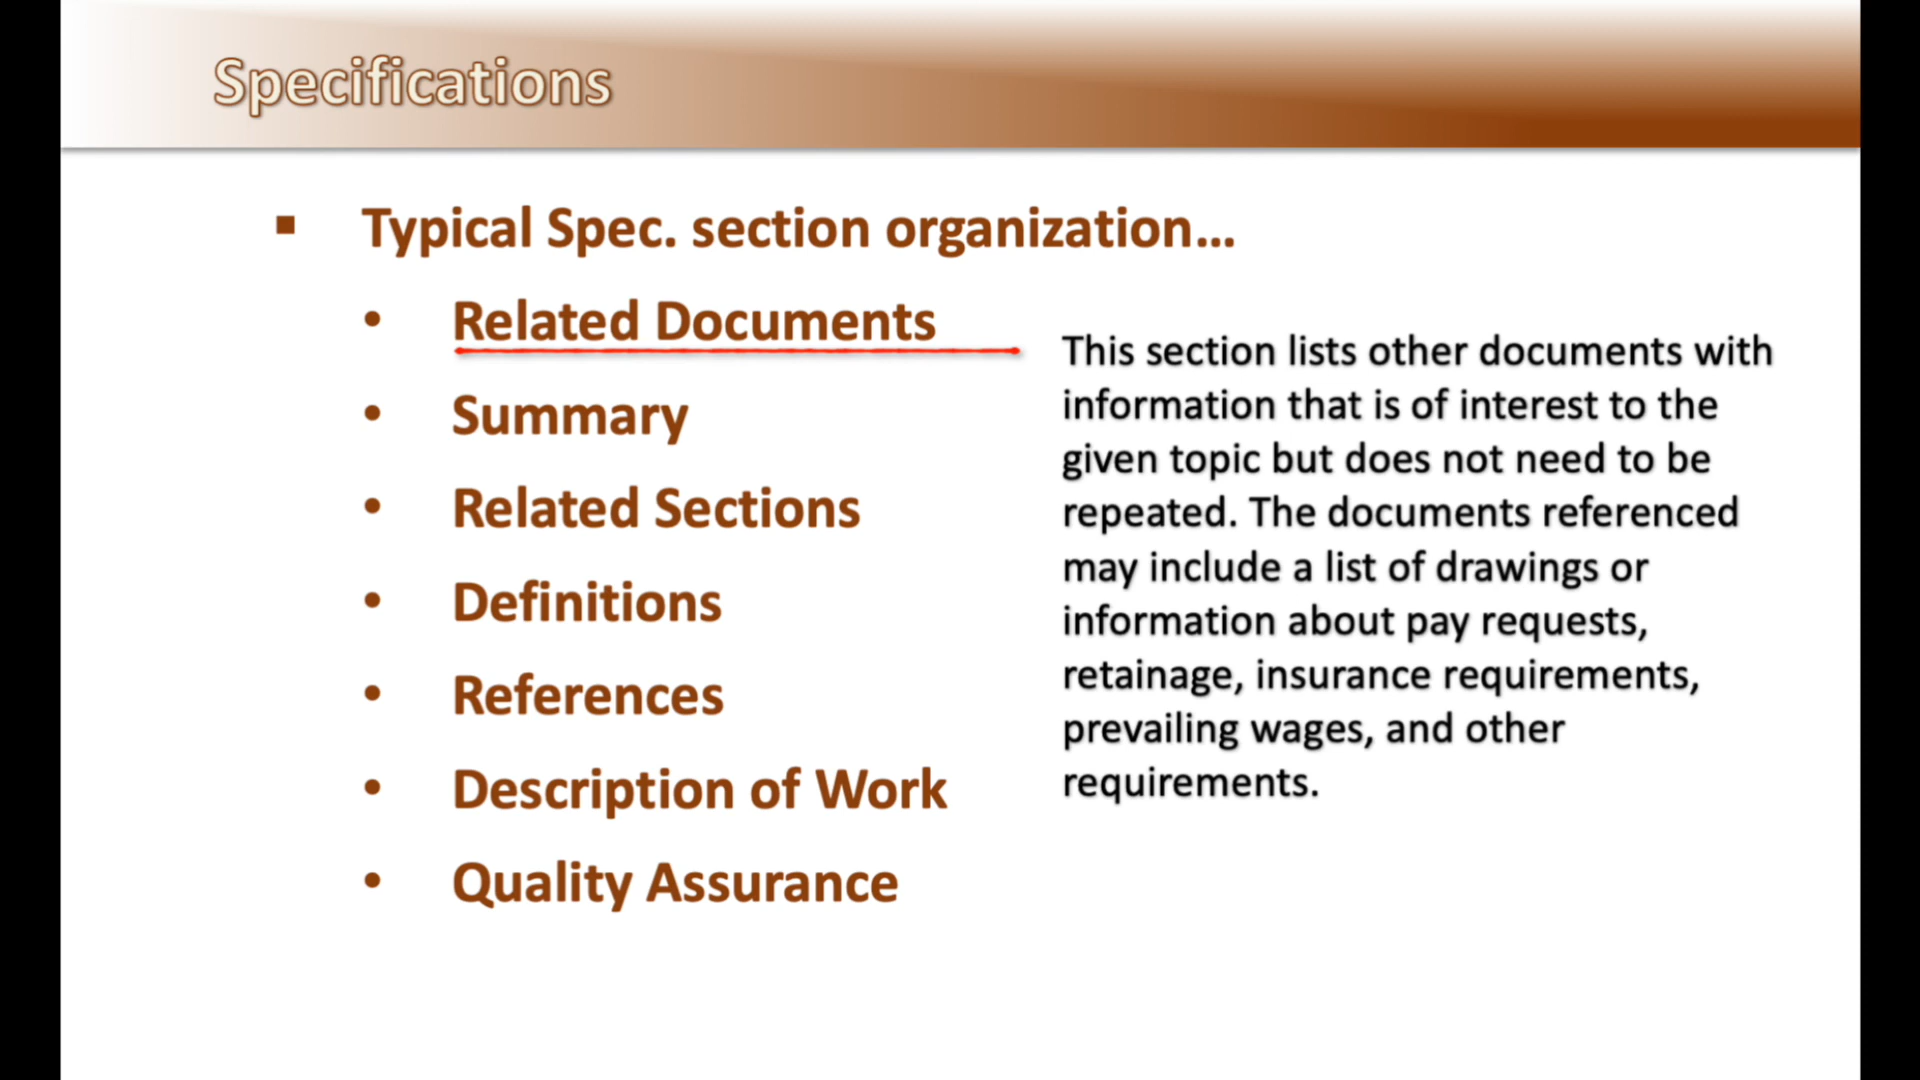 Specifications
Typical Spec. section organization...
Related Documents
Summary
Related Sections
Definitions
References
Description of Work
Quality Assurance
This section lists other documents with
information that is of interest to the
given topic but does not need to be
repeated. The documents referenced
may include a list of drawings or
information about pay requests,
retainage, insurance requirements,
prevailing wages, and other
requirements.